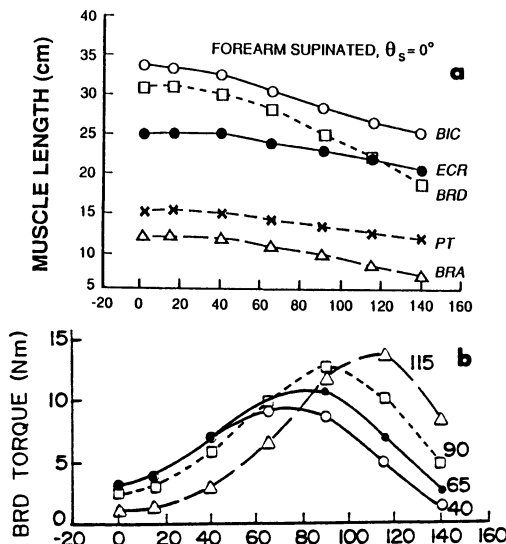 40
FOREARM SUPINATED, θs=0°
a
35
30
25
20
15
10
5
MUSCLE LENGTH (cm)
BIC
ECR
BRD
PT
BRA
-20 0 20 40 60 80 100 120 140 160
15
10
5
0
BRD TORQUE (Nm)
b
115
90
65
40
-20 0 20 40 60 80 100 120 140 160